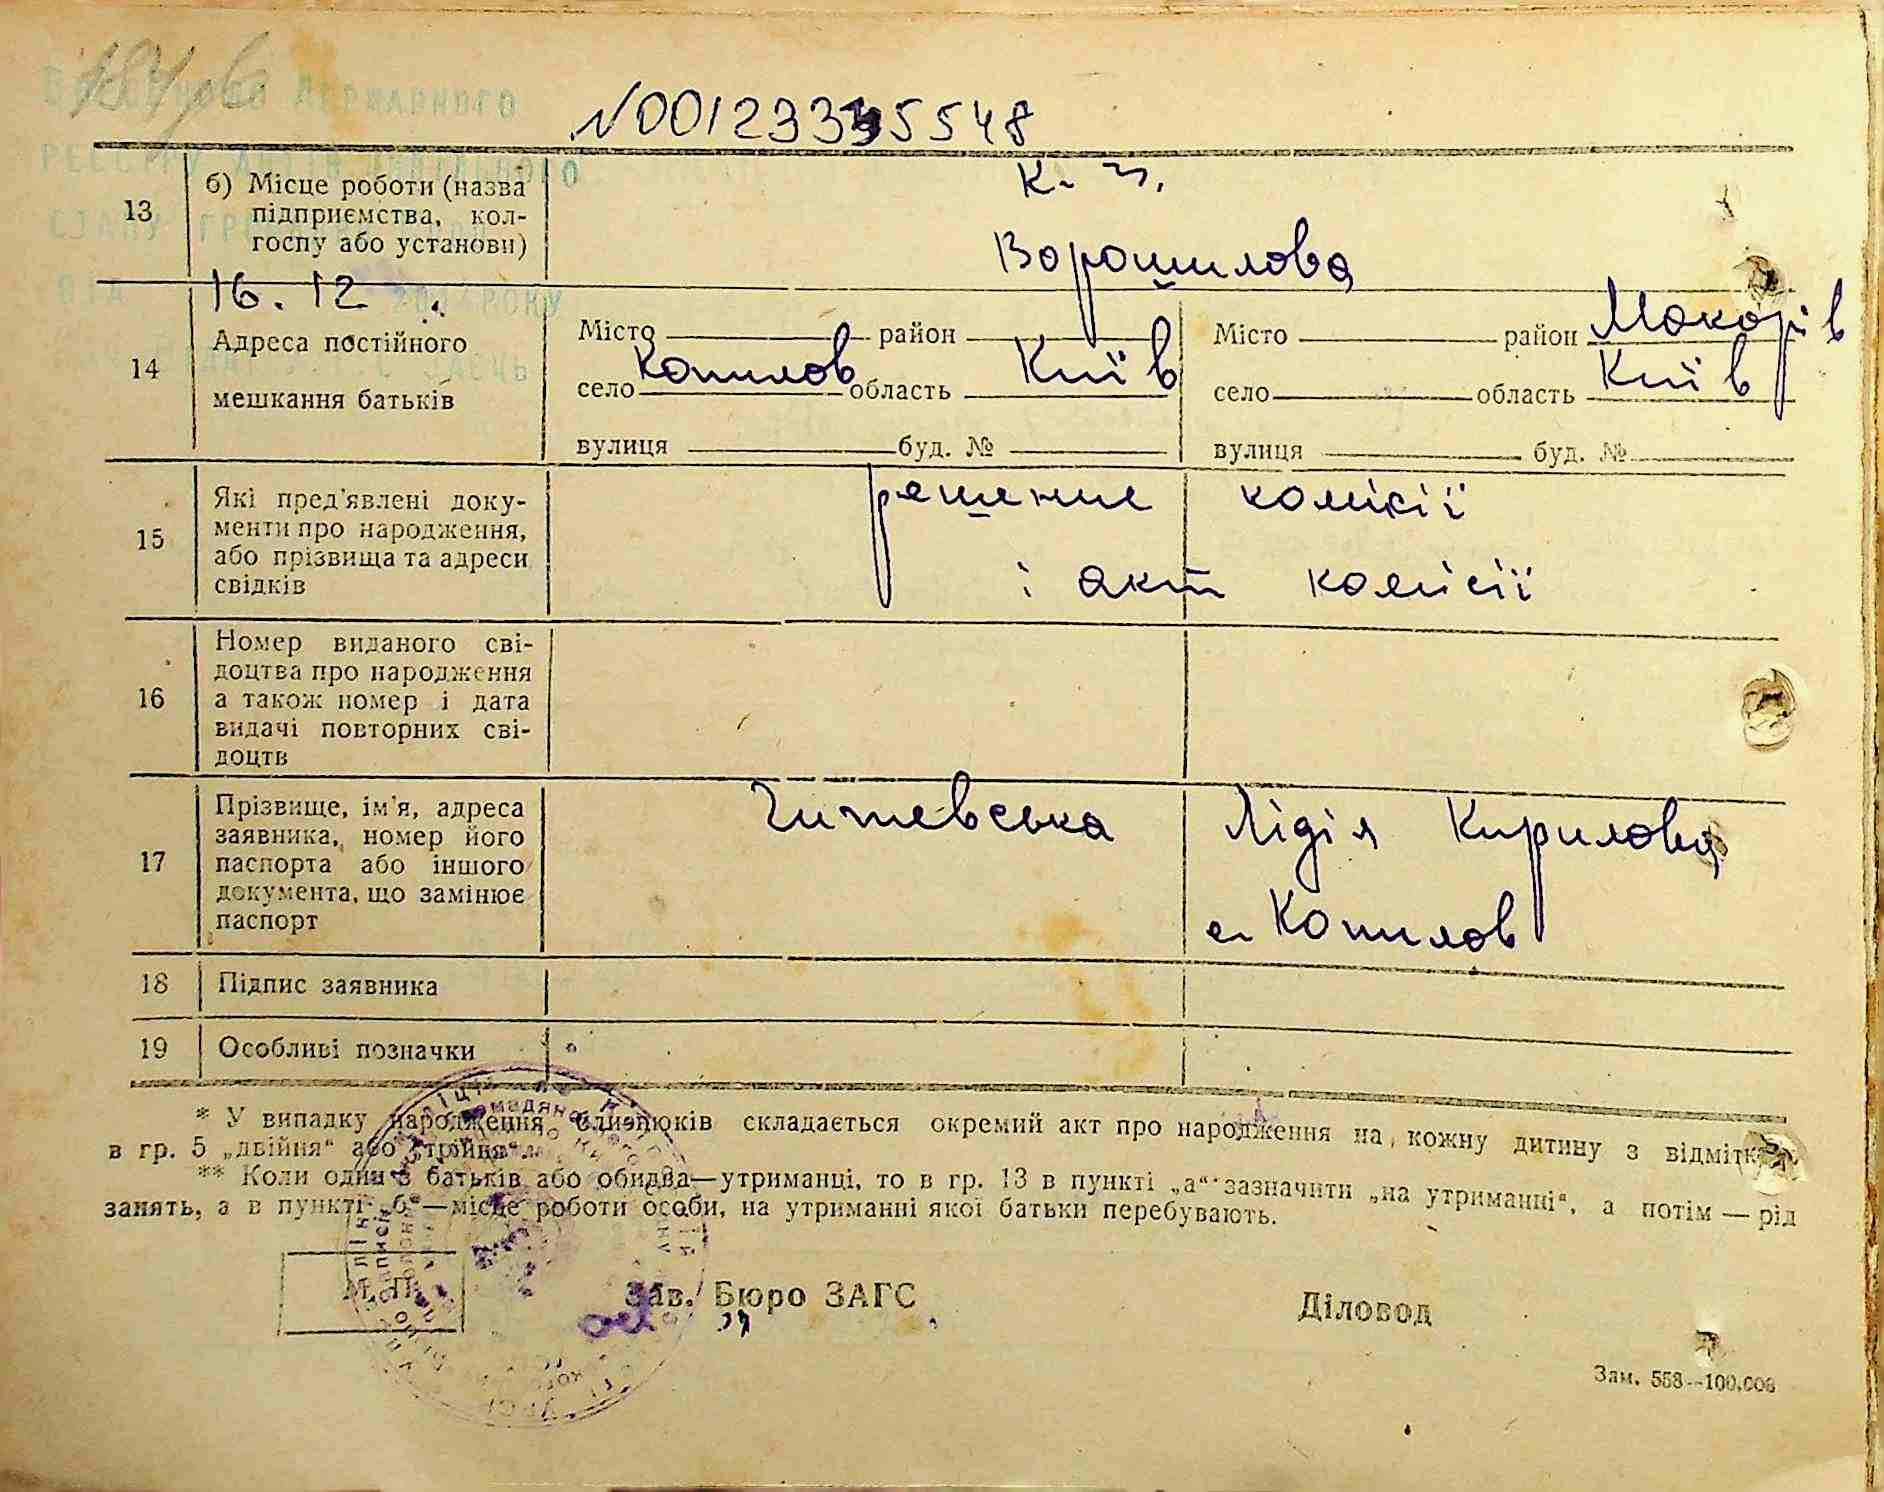 №00123335548
ДЕРЖАВНОГО
13
б) Місце роботи (назва
підприємства, кол-
госпу або установи)
к. г.
Ворошилова
16. 12 РОКУ
14
Адреса постійного
мешкання батьків
Місто район
село Копилов область Київ
вулиця буд. №
Місто район Макорів
село область Київ
вулиця буд. №
15
Які пред'явлені доку-
менти про народження,
або прізвища та адреси
свідків
решение комісії
і акт комісії
16
Номер виданого сві-
доцтва про народження
а також номер і дата
видачі повторних сві-
доцтв
17
Прізвище, ім'я, адреса
заявника, номер його
паспорта або іншого
документа, що замінює
паспорт
Лідія Кирилова
с. Копилов
18
Підпис заявника
19
Особливі позначки
* У випадку народження близнюків складається окремий акт про народження на кожну дитину з відміткою
в гр. 5 „двійня“ або „трійня“.
** Коли один з батьків або обидва—утриманці, то в гр. 13 в пункті „а“ зазначити „на утриманні“, а потім — рід
занять, а в пункті „б“—місце роботи особи, на утриманні якої батьки перебувають.
М. П.
Зав. Бюро ЗАГС
Діловод
Зам. 558—100.000